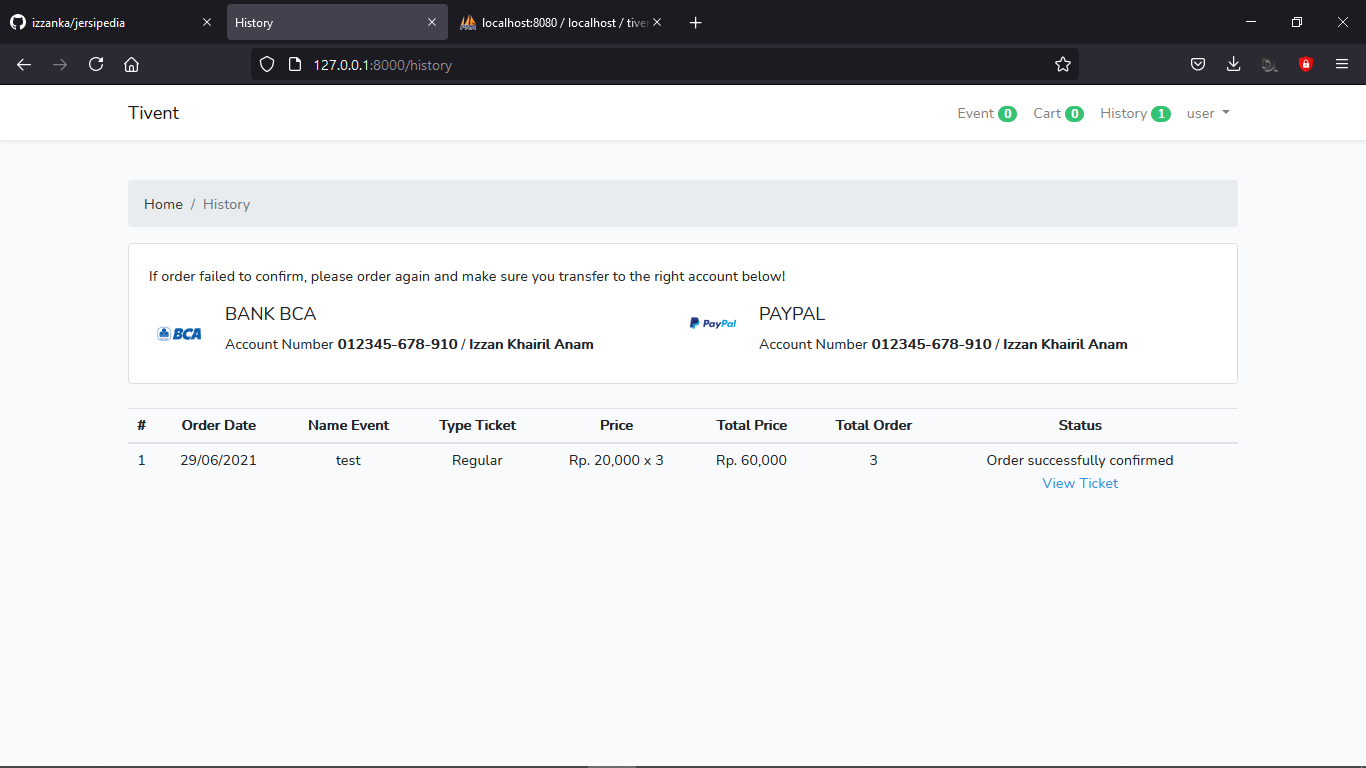 izzanka/jersipedia
History
localhost:8080 / localhost / tiven
127.0.0.1:8000/history
Tivent
Event 0
Cart 0
History 1
user
Home / History
If order failed to confirm, please order again and make sure you transfer to the right account below!
BCA
BANK BCA
Account Number 012345-678-910 / Izzan Khairil Anam
PayPal
PAYPAL
Account Number 012345-678-910 / Izzan Khairil Anam
# Order Date Name Event Type Ticket Price Total Price Total Order Status
1 29/06/2021 test Regular Rp. 20,000 x 3 Rp. 60,000 3 Order successfully confirmed
View Ticket